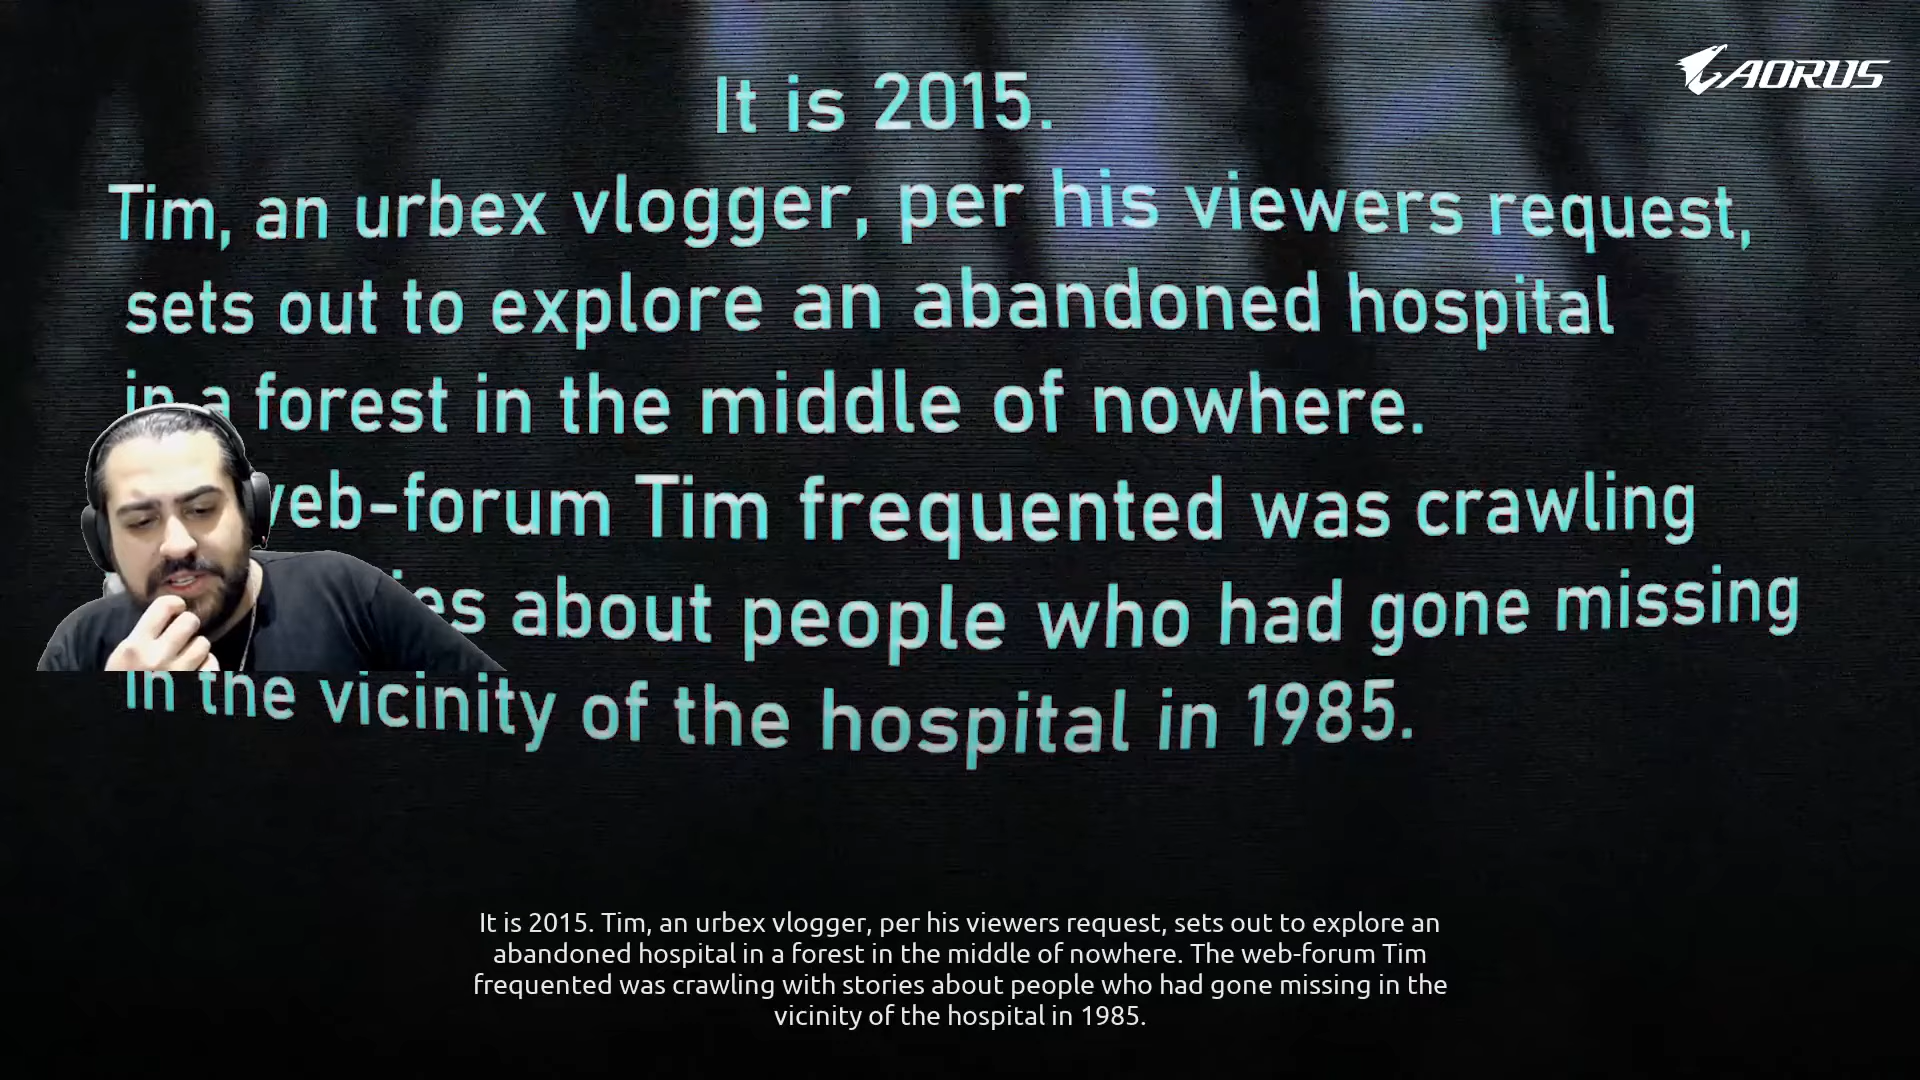 AORUS
It is 2015.
Tim, an urbex vlogger, per his viewers request,
sets out to explore an abandoned hospital
in a forest in the middle of nowhere.
web-forum Tim frequented was crawling
about people who had gone missing
in the vicinity of the hospital in 1985.
It is 2015. Tim, an urbex vlogger, per his viewers request, sets out to explore an
abandoned hospital in a forest in the middle of nowhere. The web-forum Tim
frequented was crawling with stories about people who had gone missing in the
vicinity of the hospital in 1985.